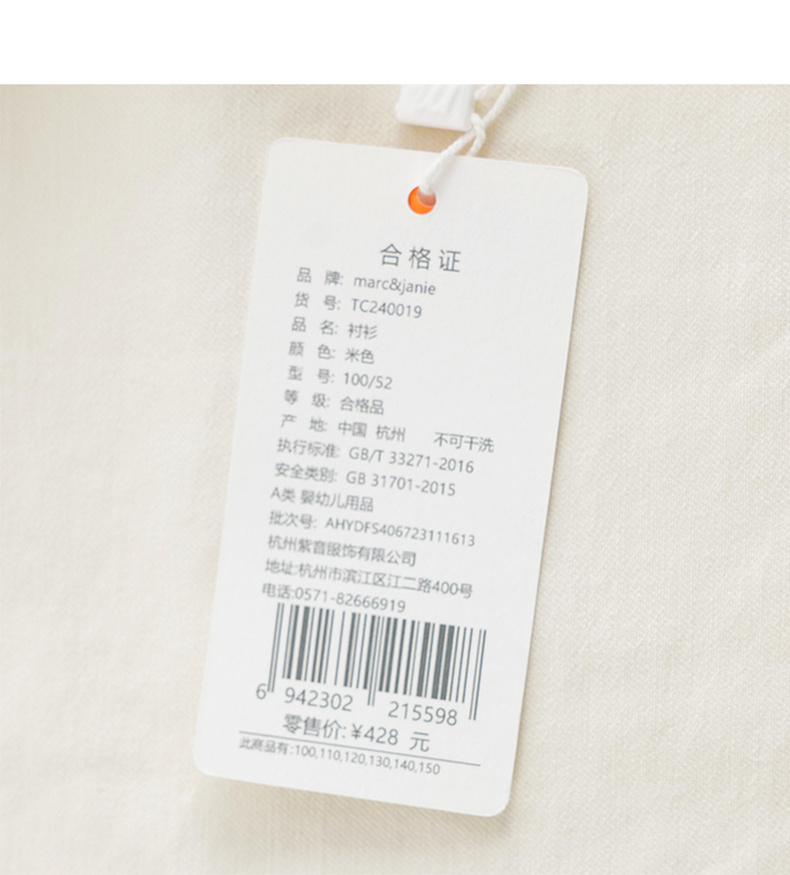 合格证
品 牌: marc&janie
货 号: TC240019
品 名: 衬衫
颜 色: 米色
型 号: 100/52
等 级: 合格品
产 地: 中国 杭州 不可干洗
执行标准: GB/T 33271-2016
安全类别: GB 31701-2015
A类 婴幼儿用品
批次号: AHYDFS406723111613
杭州紫音服饰有限公司
地址:杭州市滨江区江二路400号
电话:0571-82666919
6 942302 215598
零售价:¥428 元
此商品有:100,110,120,130,140,150